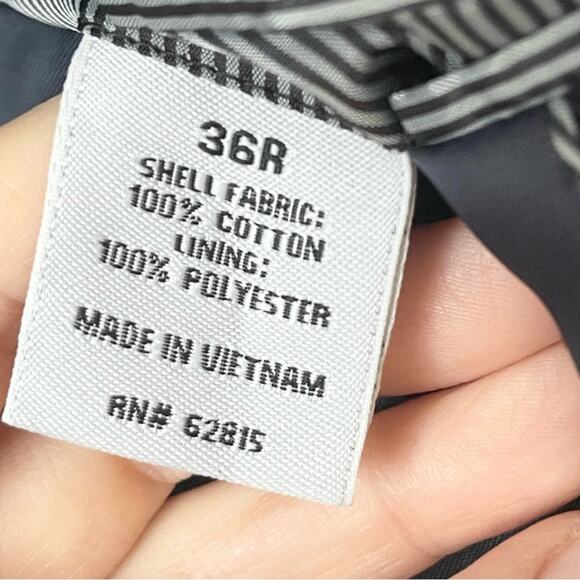 36R
SHELL FABRIC:
100% COTTON
LINING:
100% POLYESTER
MADE IN VIETNAM
RN# 62815